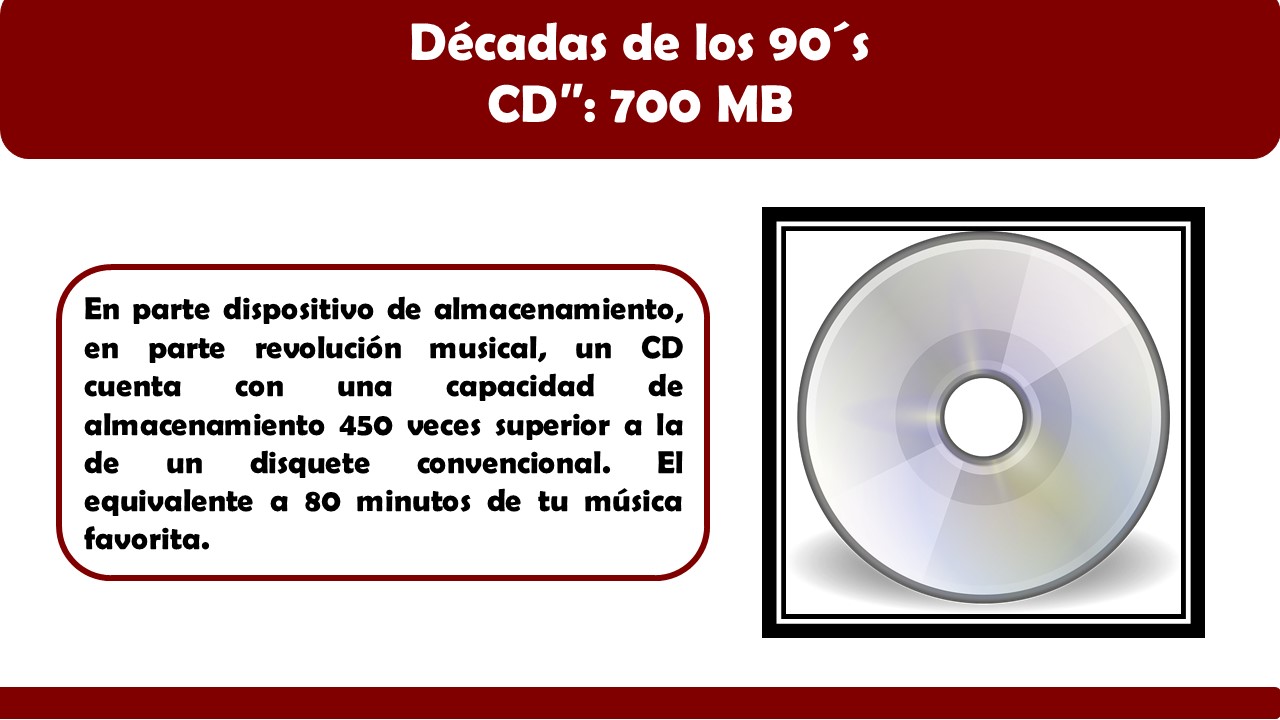 Décadas de los 90´s
CD”: 700 MB
En parte dispositivo de almacenamiento,
en parte revolución musical, un CD
cuenta con una capacidad de
almacenamiento 450 veces superior a la
de un disquete convencional. El
equivalente a 80 minutos de tu música
favorita.